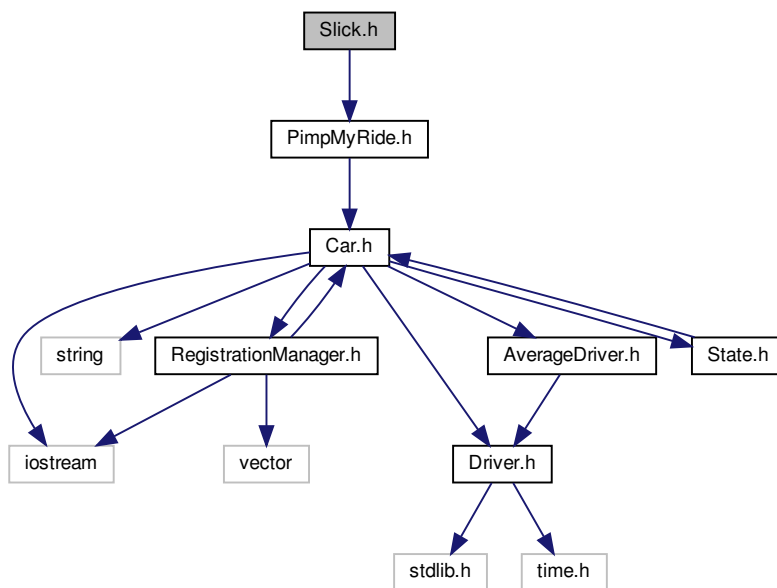 Slick.h
PimpMyRide.h
Car.h
string
RegistrationManager.h
AverageDriver.h
State.h
iostream
vector
Driver.h
stdlib.h
time.h